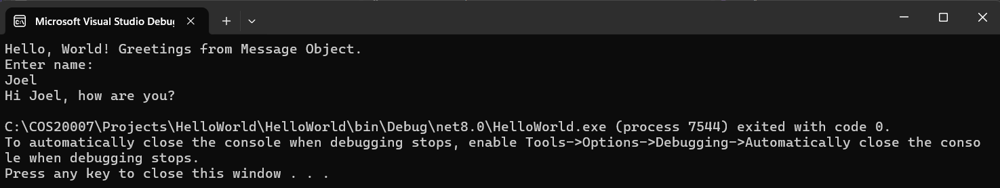 Microsoft Visual Studio Debu
Hello, World! Greetings from Message Object.
Enter name:
Joel
Hi Joel, how are you?
C:\COS20007\Projects\HelloWorld\HelloWorld\bin\Debug\net8.0\HelloWorld.exe (process 7544) exited with code 0.
To automatically close the console when debugging stops, enable Tools->Options->Debugging->Automatically close the conso
le when debugging stops.
Press any key to close this window . . .